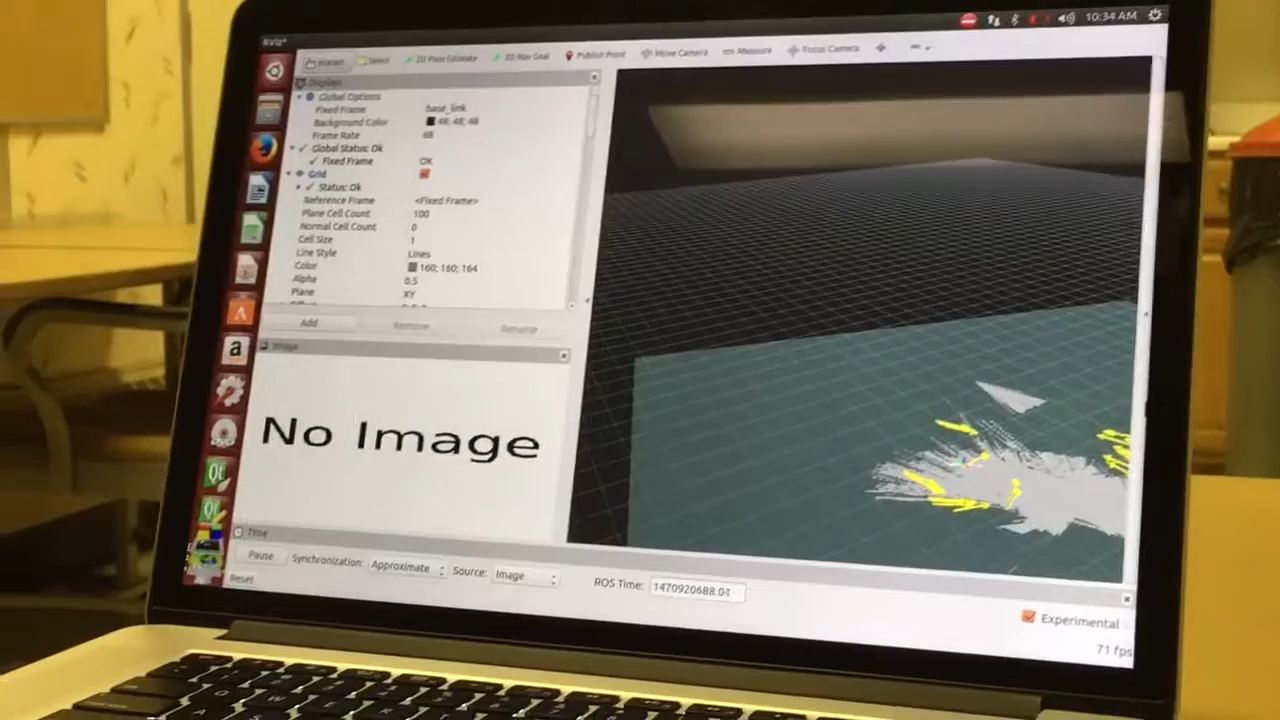 RViz*
10:34 AM
Interact
Select
2D Pose Estimate
2D Nav Goal
Publish Point
Move Camera
Measure
Focus Camera
Displays
Global Options
Fixed Frame base_link
Background Color 48; 48; 48
Frame Rate
Global Status: Ok
Fixed Frame OK
Grid
Status: Ok
Reference Frame <Fixed Frame>
Plane Cell Count 100
Normal Cell Count 0
Cell Size 1
Line Style Lines
Color 160; 160; 164
Alpha 0.5
Plane XY
Add
Remove
Rename
Image
No Image
Time
Pause
Synchronization: Approximate
Source: Image
ROS Time: 1470920688.04
Reset
Experimental
71 fps
a
Qt
Qt